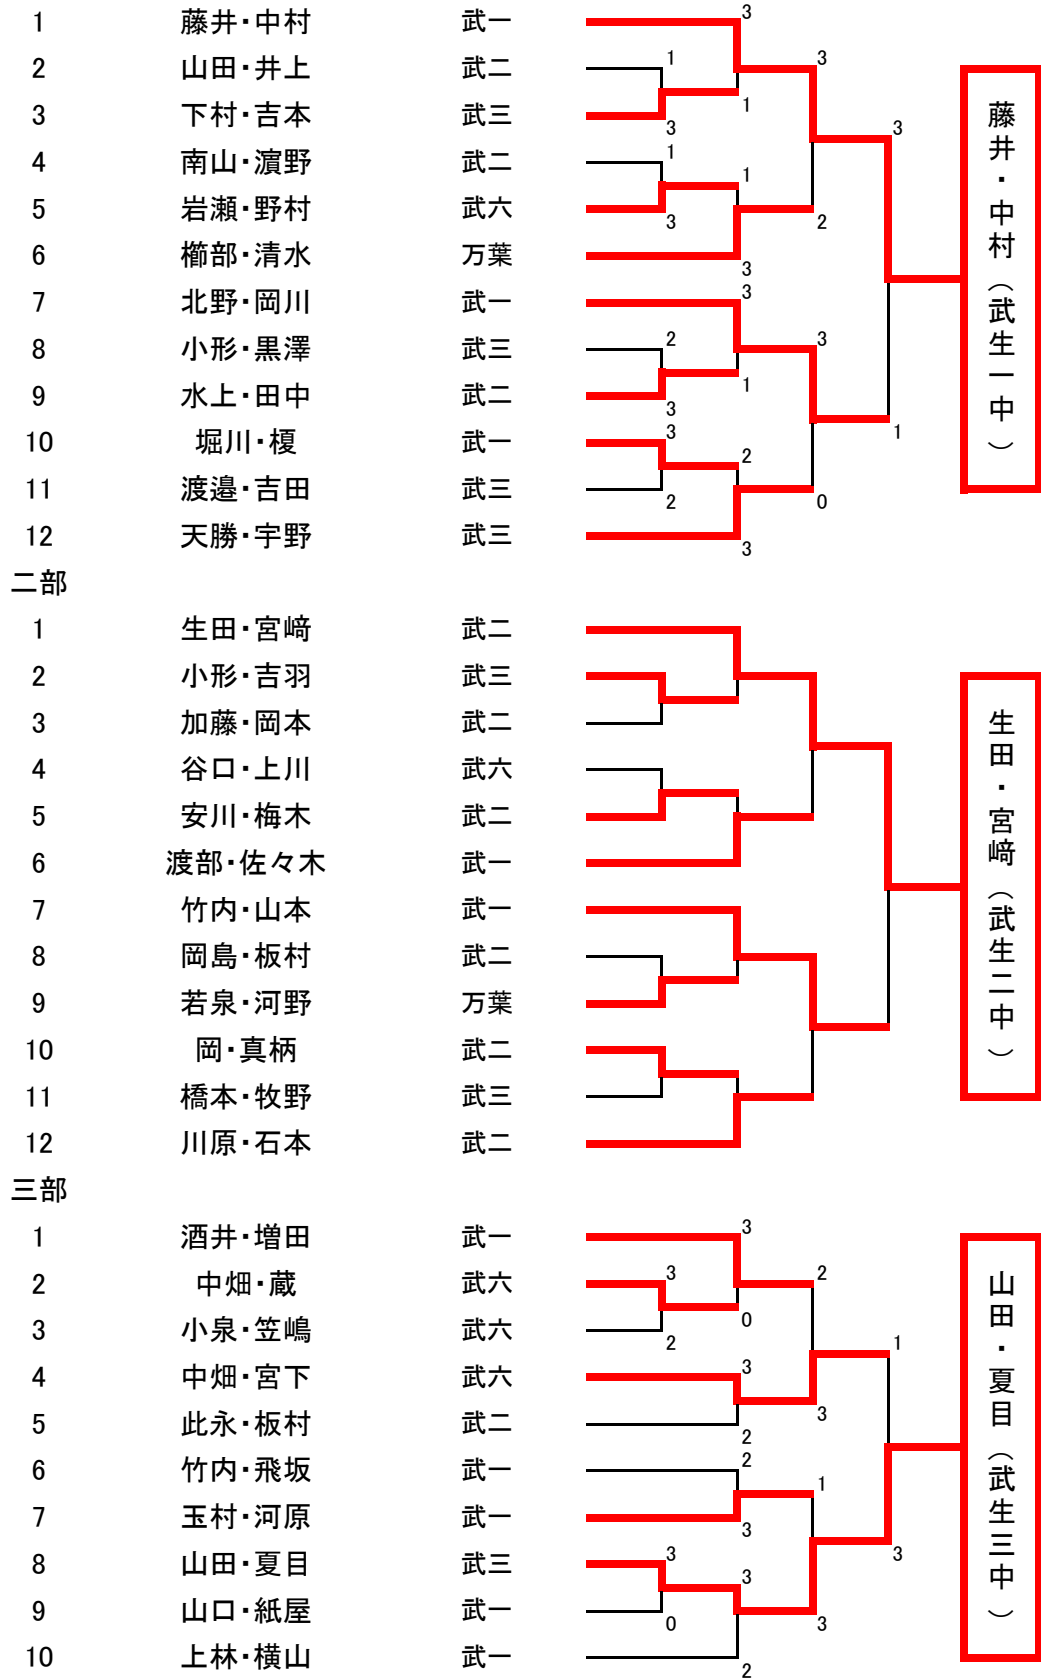 1 藤井・中村 武一 3
2 山田・井上 武二 1 3
3 下村・吉本 武三 3 1 3
4 南山・濵野 武二 1 1
5 岩瀬・野村 武六 3 2
6 櫛部・清水 万葉 3
7 北野・岡川 武一 3
8 小形・黒澤 武三 2 3
9 水上・田中 武二 3 1
10 堀川・榎 武一 3 2 1
11 渡邉・吉田 武三 2 0
12 天勝・宇野 武三 3
藤井・中村(武生一中)
二部
1 生田・宮﨑 武二
2 小形・吉羽 武三
3 加藤・岡本 武二
4 谷口・上川 武六
5 安川・梅木 武二
6 渡部・佐々木 武一
7 竹内・山本 武一
8 岡島・板村 武二
9 若泉・河野 万葉
10 岡・真柄 武二
11 橋本・牧野 武三
12 川原・石本 武二
生田・宮﨑(武生二中)
三部
1 酒井・増田 武一 3
2 中畑・蔵 武六 3 2
3 小泉・笠嶋 武六 2 0 1
4 中畑・宮下 武六 3 3
5 此永・板村 武二 2
6 竹内・飛坂 武一 2 1
7 玉村・河原 武一 3
8 山田・夏目 武三 3 3 3
9 山口・紙屋 武一 0 3
10 上林・横山 武一 2
山田・夏目(武生三中)